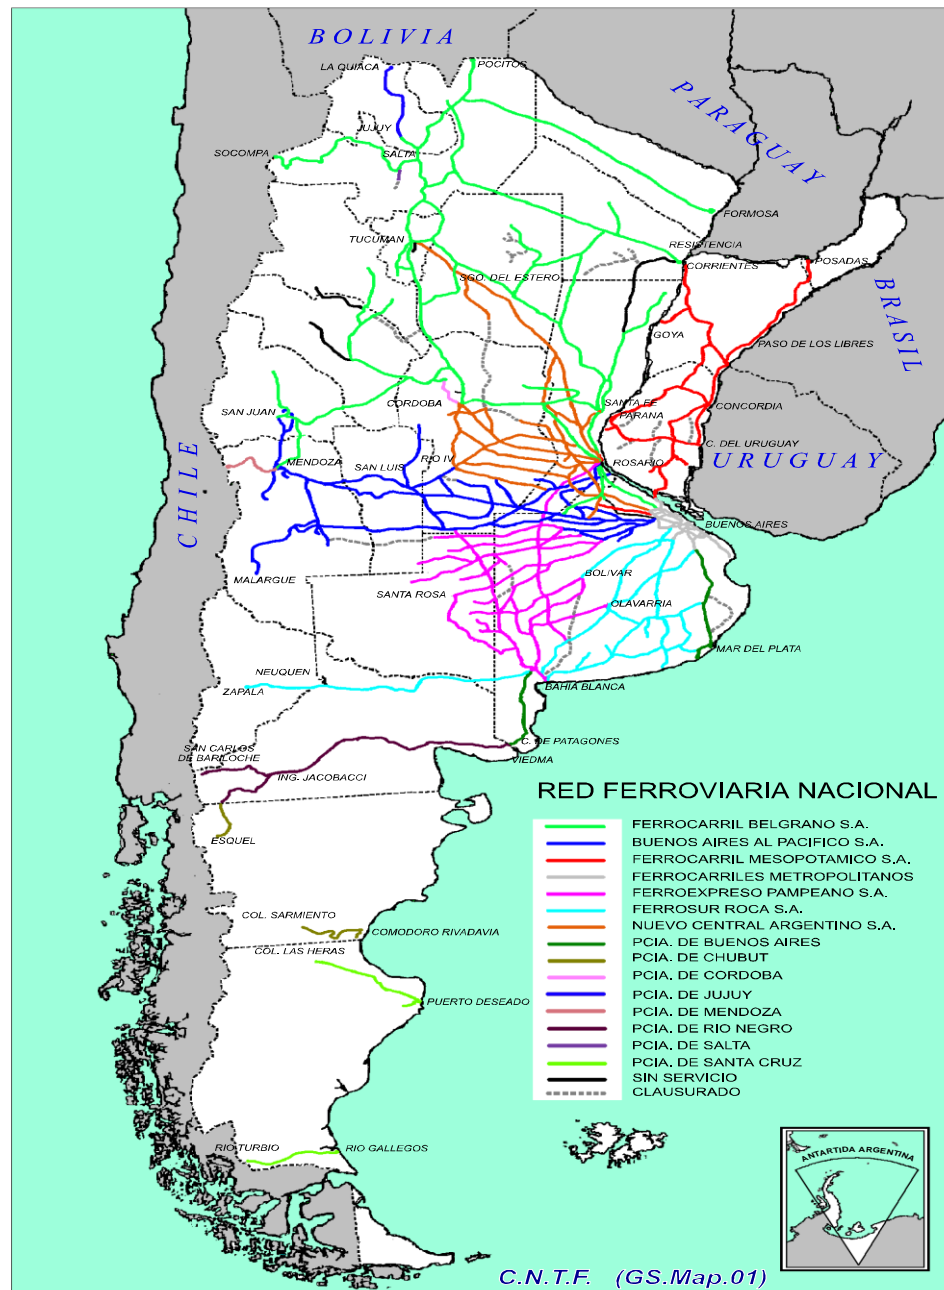 BOLIVIA
LA QUIACA
POCITOS
PARAGUAY
JUJUY
SALTA
SOCOMPA
FORMOSA
TUCUMAN
RESISTENCIA
CORRIENTES
POSADAS
SGO. DEL ESTERO
BRASIL
GOYA
PASO DE LOS LIBRES
CORDOBA
SANTA FE
PARANA
CONCORDIA
SAN JUAN
C. DEL URUGUAY
CHILE
MENDOZA
SAN LUIS
RIO IV
ROSARIO
URUGUAY
BUENOS AIRES
MALARGUE
SANTA ROSA
BOLIVAR
OLAVARRIA
MAR DEL PLATA
NEUQUEN
ZAPALA
BAHIA BLANCA
SAN CARLOS
DE BARILOCHE
C. DE PATAGONES
VIEDMA
ING. JACOBACCI
ESQUEL
RED FERROVIARIA NACIONAL
FERROCARRIL BELGRANO S.A.
BUENOS AIRES AL PACIFICO S.A.
FERROCARRIL MESOPOTAMICO S.A.
FERROCARRILES METROPOLITANOS
FERROEXPRESO PAMPEANO S.A.
FERROSUR ROCA S.A.
NUEVO CENTRAL ARGENTINO S.A.
PCIA. DE BUENOS AIRES
PCIA. DE CHUBUT
PCIA. DE CORDOBA
PCIA. DE JUJUY
PCIA. DE MENDOZA
PCIA. DE RIO NEGRO
PCIA. DE SALTA
PCIA. DE SANTA CRUZ
SIN SERVICIO
CLAUSURADO
COL. SARMIENTO
COMODORO RIVADAVIA
COL. LAS HERAS
PUERTO DESEADO
RIO TURBIO
RIO GALLEGOS
ANTARTIDA ARGENTINA
C.N.T.F. (GS.Map.01)